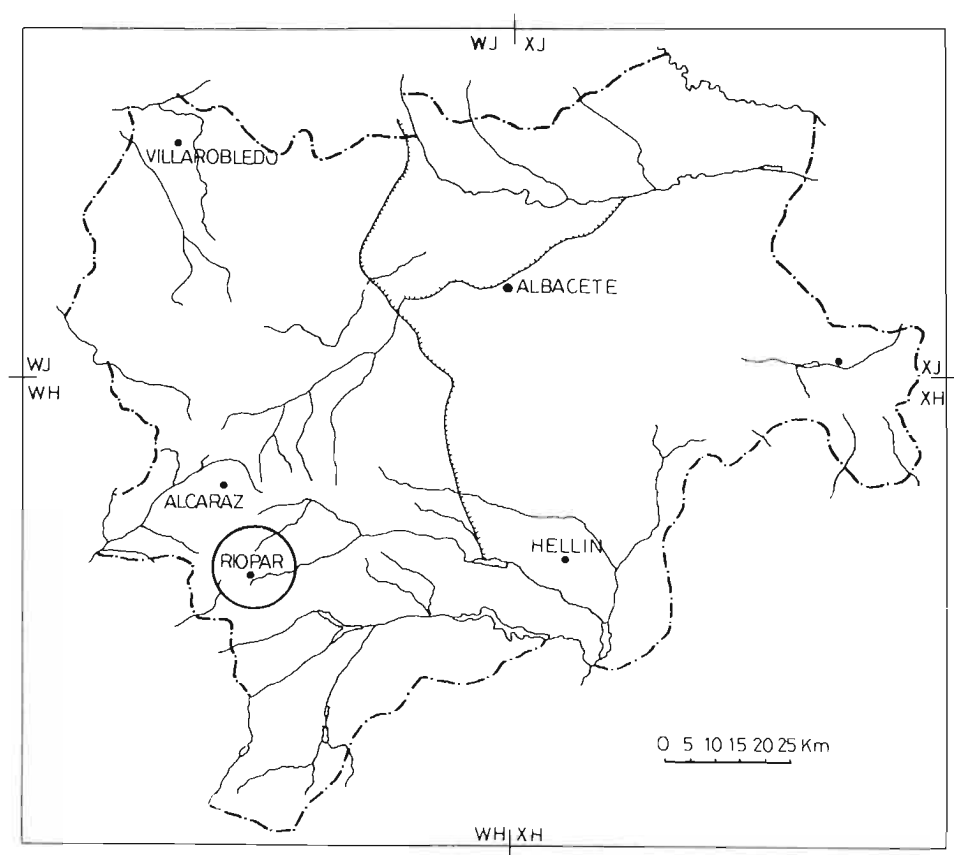 WJ XJ
VILLAROBLEDO
ALBACETE
WJ
WH
XJ
XH
ALCARAZ
RIOPAR
HELLIN
0 5 10 15 20 25 Km
WH XH